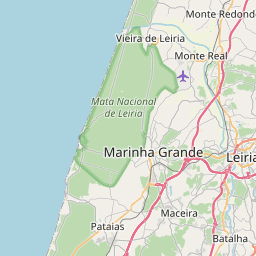 Monte Redondo
Vieira de Leiria
Monte Real
Mata Nacional
de Leiria
Marinha Grande
Leiria
Maceira
Pataias
Batalha